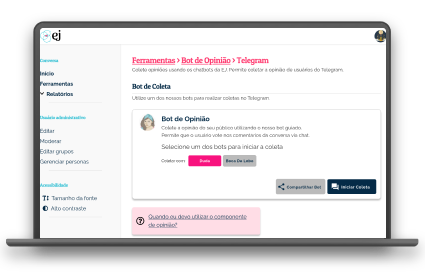 ej
Conversa
Início
Ferramentas
Relatórios
Usuário administrativo
Editar
Moderar
Editar grupos
Gerenciar personas
Acessibilidade
Tamanho da fonte
Alto contraste
Ferramentas > Bot de Opinião > Telegram
Colete opiniões usando os chatbots da EJ. Permite coletar a opinião de usuários do Telegram.
Bot de Coleta
Utilize um dos nossos bots para realizar coletas no Telegram
Bot de Opinião
Coleta a opinião do seu público utilizando o nosso bot guiado.
Permite que o usuário vote nos comentários da conversa via chat.
Selecione um dos bots para iniciar a coleta
Coletar com: Duda Boca De Lobo
Compartilhar Bot Iniciar Coleta
Quando eu devo utilizar o componente
de opinião?